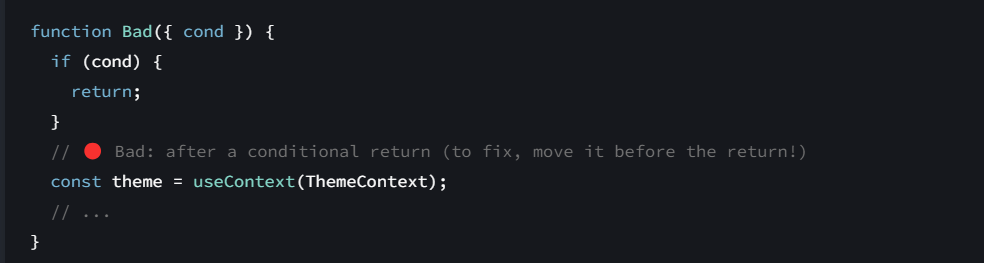 function Bad({ cond }) {
  if (cond) {
    return;
  }
  // 🔴 Bad: after a conditional return (to fix, move it before the return!)
  const theme = useContext(ThemeContext);
  // ...
}